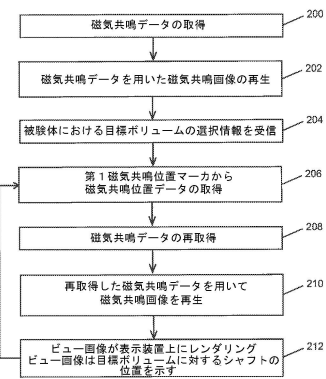 磁気共鳴データの取得
200
磁気共鳴データを用いた磁気共鳴画像の再生
202
被験体における目標ボリュームの選択情報を受信
204
第1磁気共鳴位置マーカから
磁気共鳴位置データの取得
206
磁気共鳴データの再取得
208
再取得した磁気共鳴データを用いて
磁気共鳴画像を再生
210
ビュー画像が表示装置上にレンダリング
ビュー画像は目標ボリュームに対するシャフトの
位置を示す
212